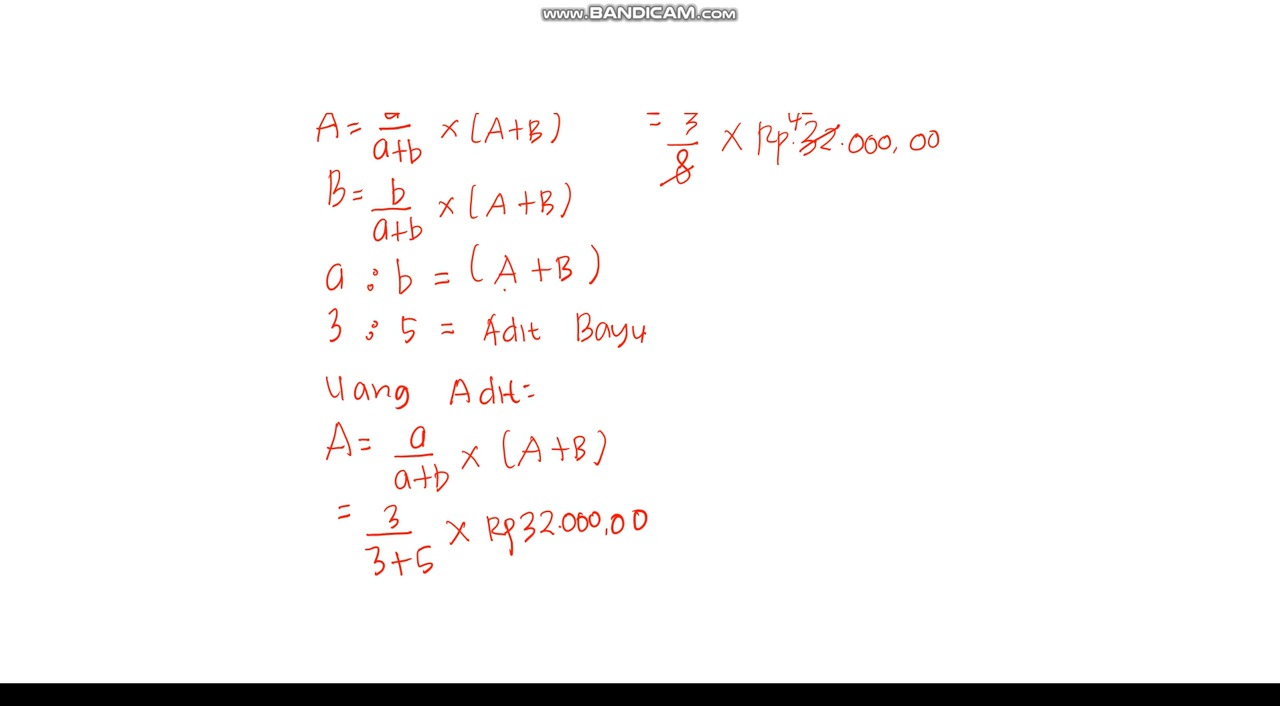 www.BANDICAM.com
A = a/a+b × (A+B)
B = b/a+b × (A+B)
a : b = (A+B)
3 : 5 = Adit Bayu
Uang Adit =
A = a/a+b × (A+B)
= 3/3+5 × Rp32.000,00
= 3/8 × Rp.4 32.000,00